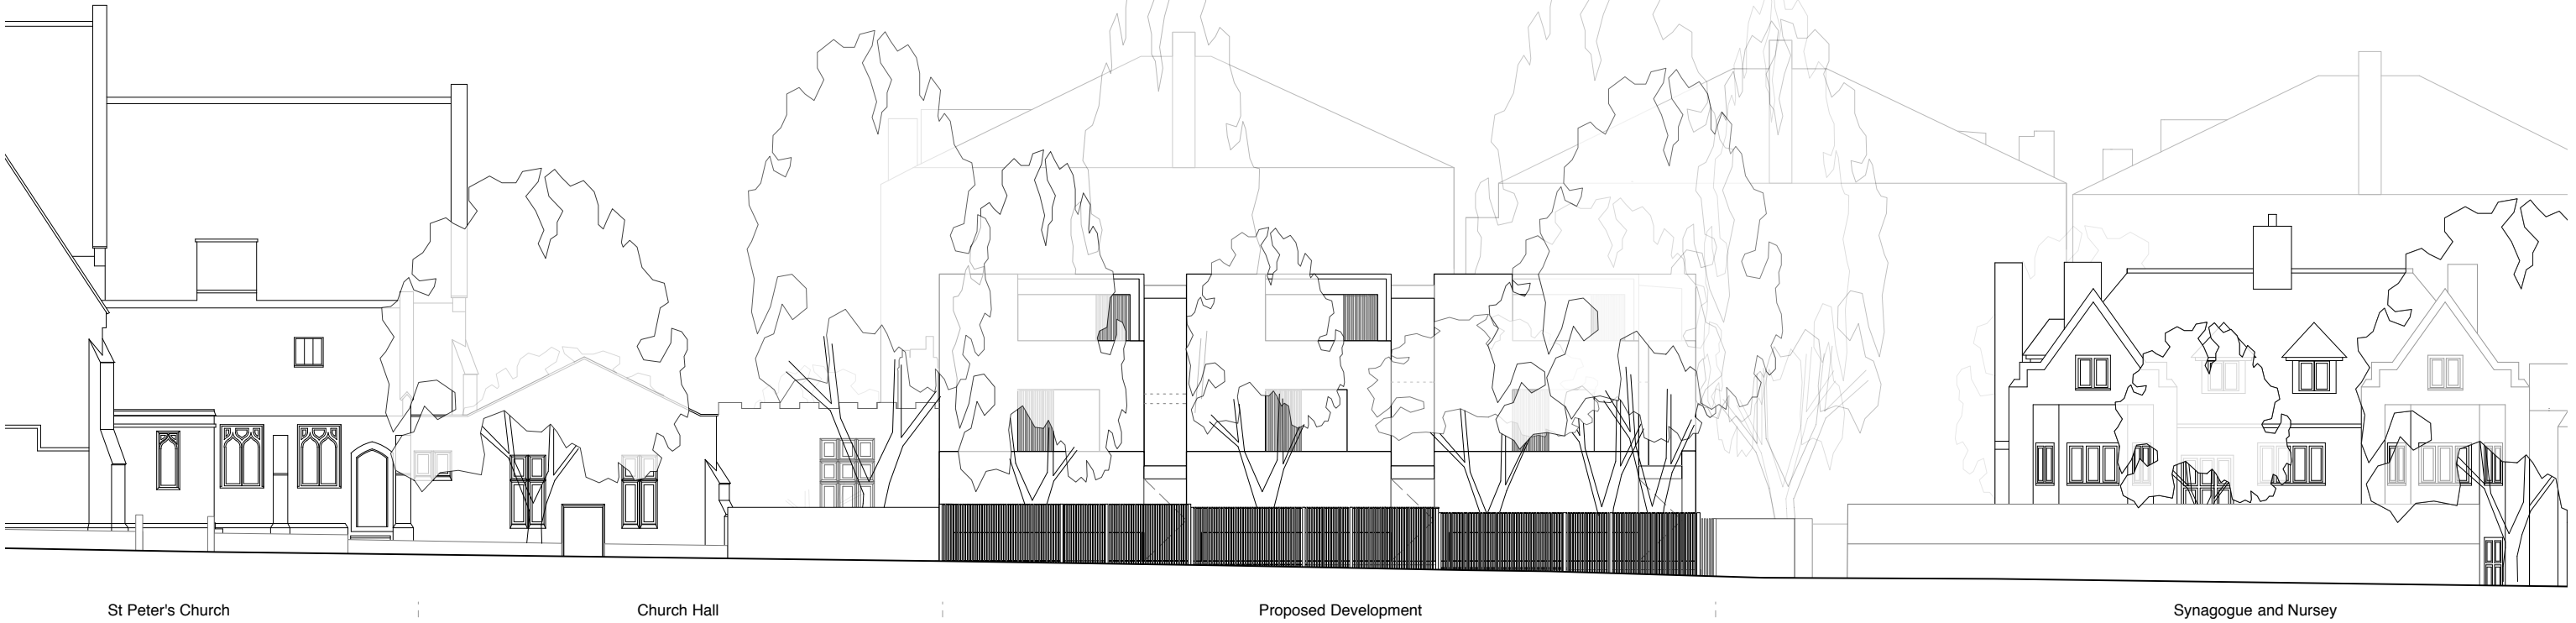 St Peter's Church
Church Hall
Proposed Development
Synagogue and Nursey